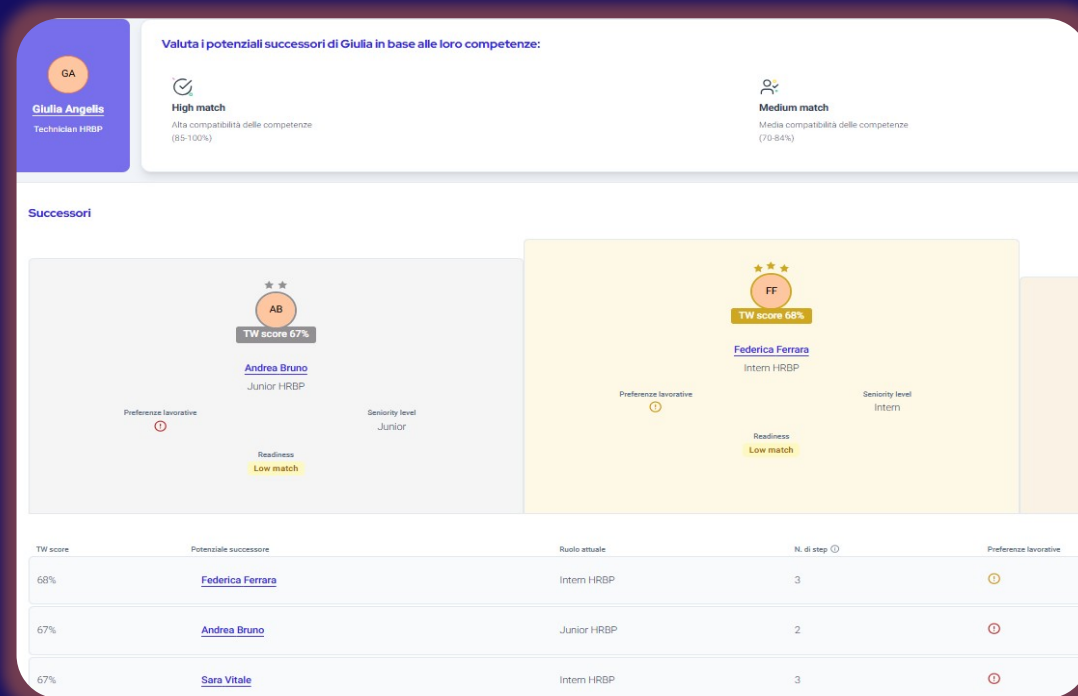 GA
Giulia Angelis
Technician HRBP
Valuta i potenziali successori di Giulia in base alle loro competenze:
High match
Alta compatibilità delle competenze
(85-100%)
Medium match
Media compatibilità delle competenze
(70-84%)
Successori
AB
TW score 67%
Andrea Bruno
Junior HRBP
Preferenze lavorative
Seniority level
Junior
Readiness
Low match
FF
TW score 68%
Federica Ferrara
Intern HRBP
Preferenze lavorative
Seniority level
Intern
Readiness
Low match
TW score Potenziale successore Ruolo attuale N. di step Preferenze lavorative
68% Federica Ferrara Intern HRBP 3
67% Andrea Bruno Junior HRBP 2
67% Sara Vitale Intern HRBP 3